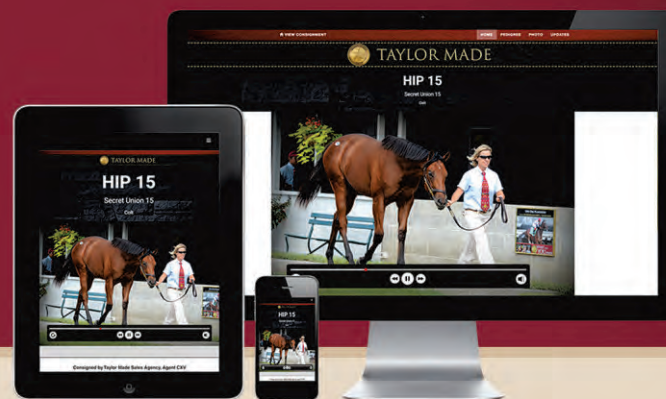 VIEW CONSIGNMENT
HOME PEDIGREE PHOTO UPDATES
TAYLOR MADE
HIP 15
Secret Union 15
Colt
TAYLOR MADE
HIP 15
Secret Union 15
Colt
Consigned by Taylor Made Sales Agency, Agent CXV
HIP 15